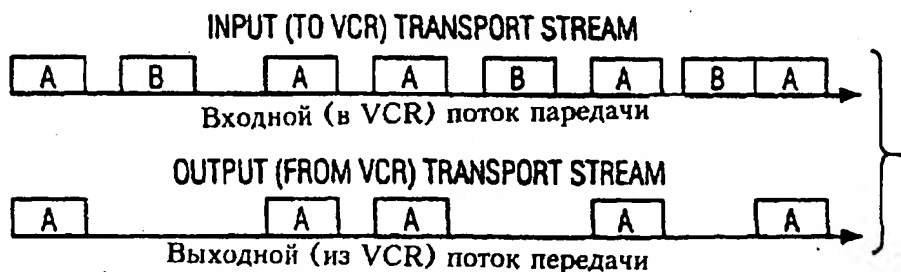 INPUT (TO VCR) TRANSPORT STREAM
A B A A B A B A
Входной (в VCR) поток паредачи
OUTPUT (FROM VCR) TRANSPORT STREAM
A A A A A
Выходной (из VCR) поток передачи